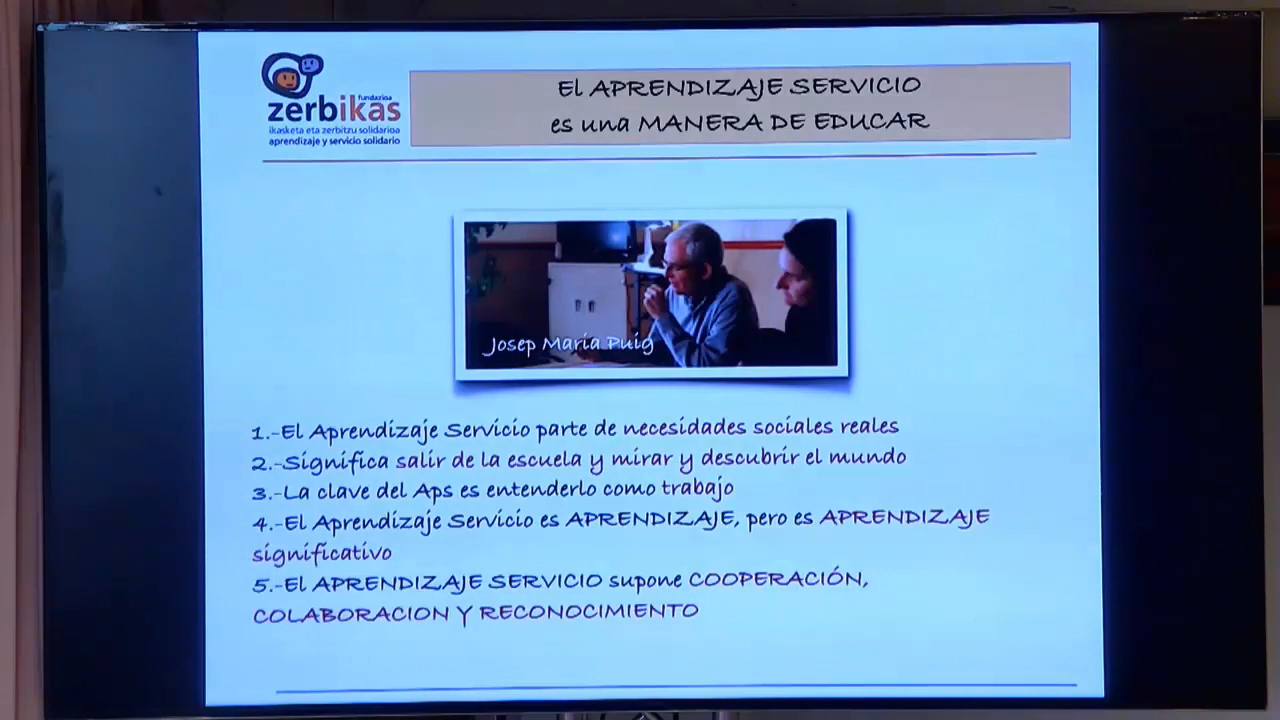 fundazioa
zerbikas
ikasketa eta zerbitzu solidarioa
aprendizaje y servicio solidario
El APRENDIZAJE SERVICIO
es una MANERA DE EDUCAR
Josep María Puig
1.-El Aprendizaje Servicio parte de necesidades sociales reales
2.-Significa salir de la escuela y mirar y descubrir el mundo
3.-La clave del Aps es entenderlo como trabajo
4.-El Aprendizaje Servicio es APRENDIZAJE, pero es APRENDIZAJE
significativo
5.-El APRENDIZAJE SERVICIO supone COOPERACIÓN,
COLABORACION Y RECONOCIMIENTO